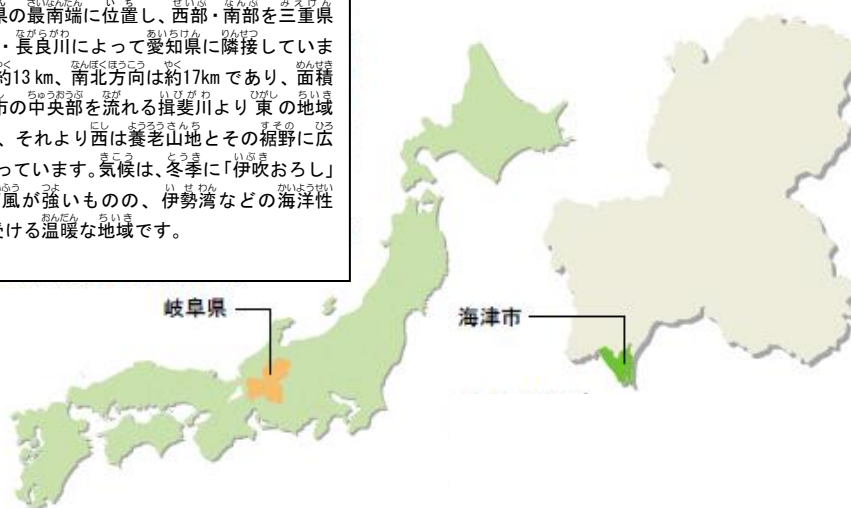 県の最南端に位置し、西部・南部を三重県
・長良川によって愛知県に隣接していま
約13 km、南北方向は約17kmであり、面積
市の中央部を流れる揖斐川より東の地域
、それより西は養老山地とその裾野に広
っています。気候は、冬季に「伊吹おろし」
風が強いものの、伊勢湾などの海洋性
受ける温暖な地域です。
岐阜県
海津市